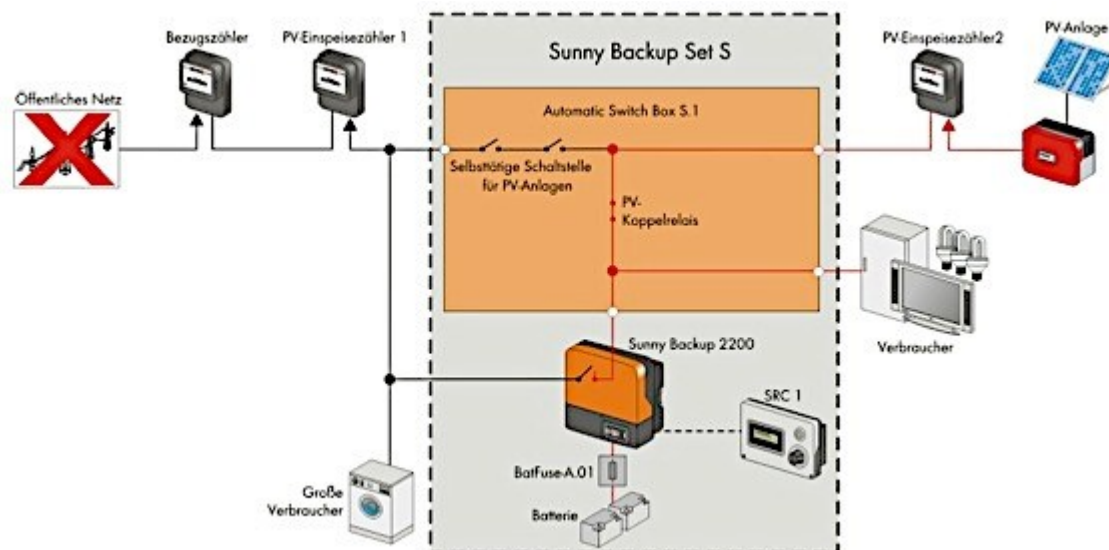 Bezugszähler
PV-Einspeisezähler 1
Sunny Backup Set S
PV-Einspeisezähler2
PV-Anlage
Öffentliches Netz
Automatic Switch Box S.1
Selbsttätige Schaltstelle
für PV-Anlagen
PV-
Koppelrelais
Sunny Backup 2200
Verbraucher
SRC 1
BatFuse-A.01
Große
Verbraucher
Batterie